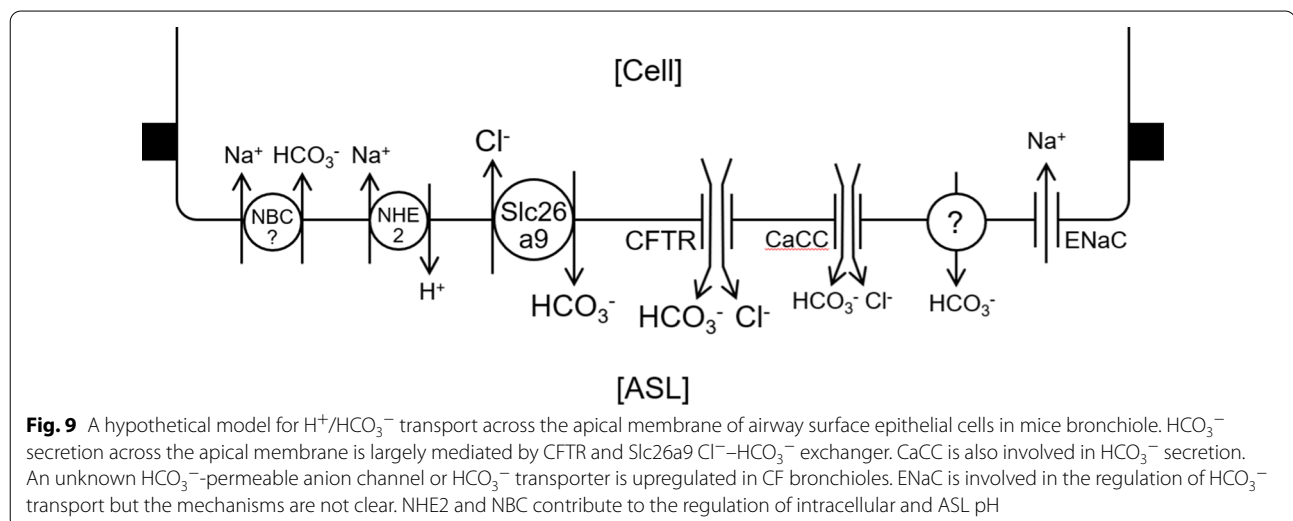 [Cell]
Na⁺ HCO₃⁻ Na⁺ Cl⁻ Na⁺
NBC ? NHE 2 Slc26 a9 CFTR CaCC ? ENaC
H⁺ HCO₃⁻ HCO₃⁻ Cl⁻ HCO₃⁻ Cl⁻ HCO₃⁻
[ASL]
Fig. 9 A hypothetical model for H⁺/HCO₃⁻ transport across the apical membrane of airway surface epithelial cells in mice bronchiole. HCO₃⁻
secretion across the apical membrane is largely mediated by CFTR and Slc26a9 Cl⁻–HCO₃⁻ exchanger. CaCC is also involved in HCO₃⁻ secretion.
An unknown HCO₃⁻-permeable anion channel or HCO₃⁻ transporter is upregulated in CF bronchioles. ENaC is involved in the regulation of HCO₃⁻
transport but the mechanisms are not clear. NHE2 and NBC contribute to the regulation of intracellular and ASL pH